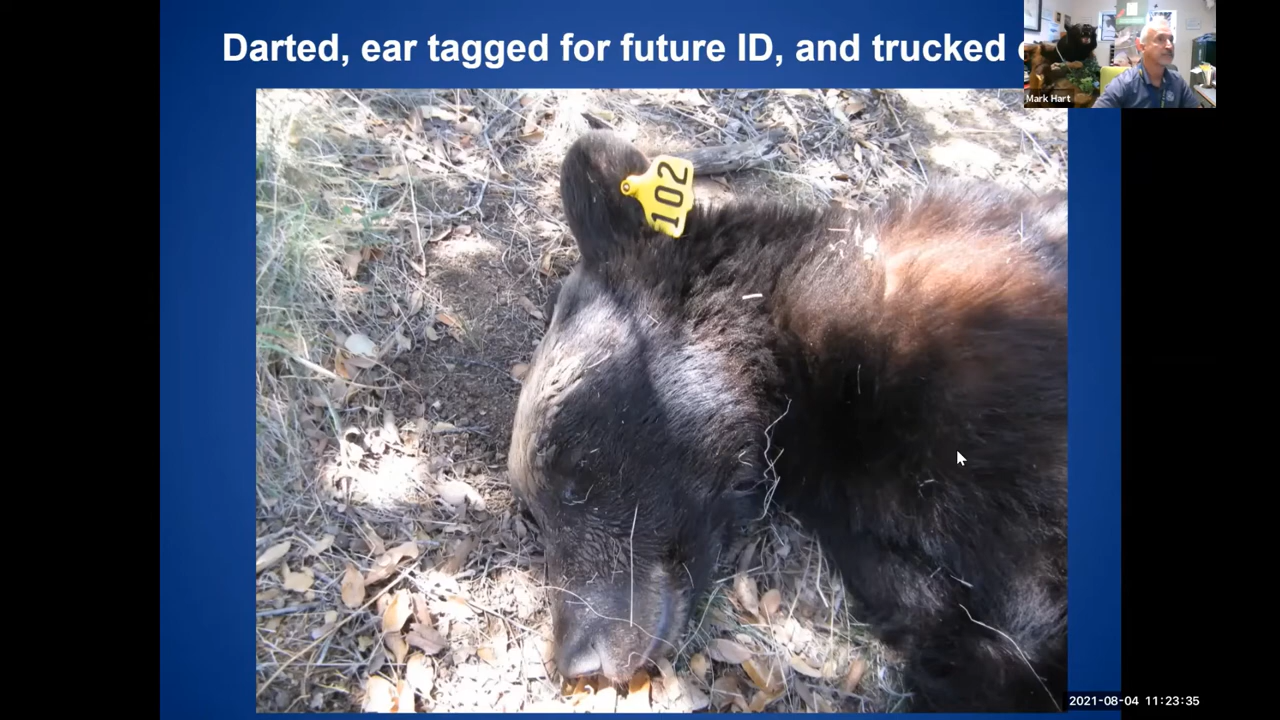 Darted, ear tagged for future ID, and trucked
Mark Hart
102
2021-08-04 11:23:35